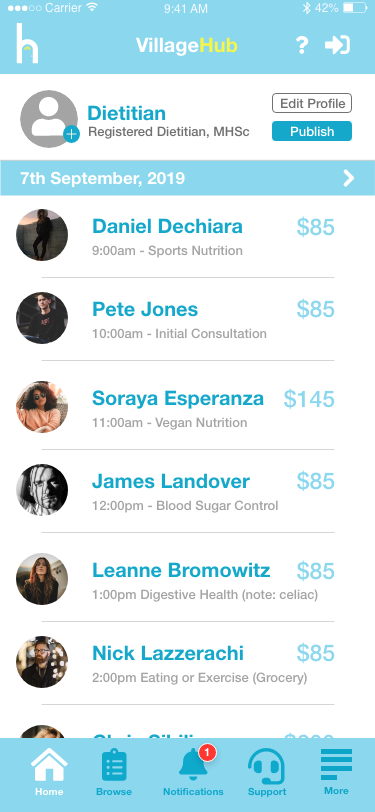 Carrier 9:41 AM 42%
h VillageHub ?
Dietitian
Registered Dietitian, MHSc
Edit Profile
Publish
7th September, 2019
Daniel Dechiara $85
9:00am - Sports Nutrition
Pete Jones $85
10:00am - Initial Consultation
Soraya Esperanza $145
11:00am - Vegan Nutrition
James Landover $85
12:00pm - Blood Sugar Control
Leanne Bromowitz $85
1:00pm Digestive Health (note: celiac)
Nick Lazzerachi $85
2:00pm Eating or Exercise (Grocery)
1
Home Browse Notifications Support More